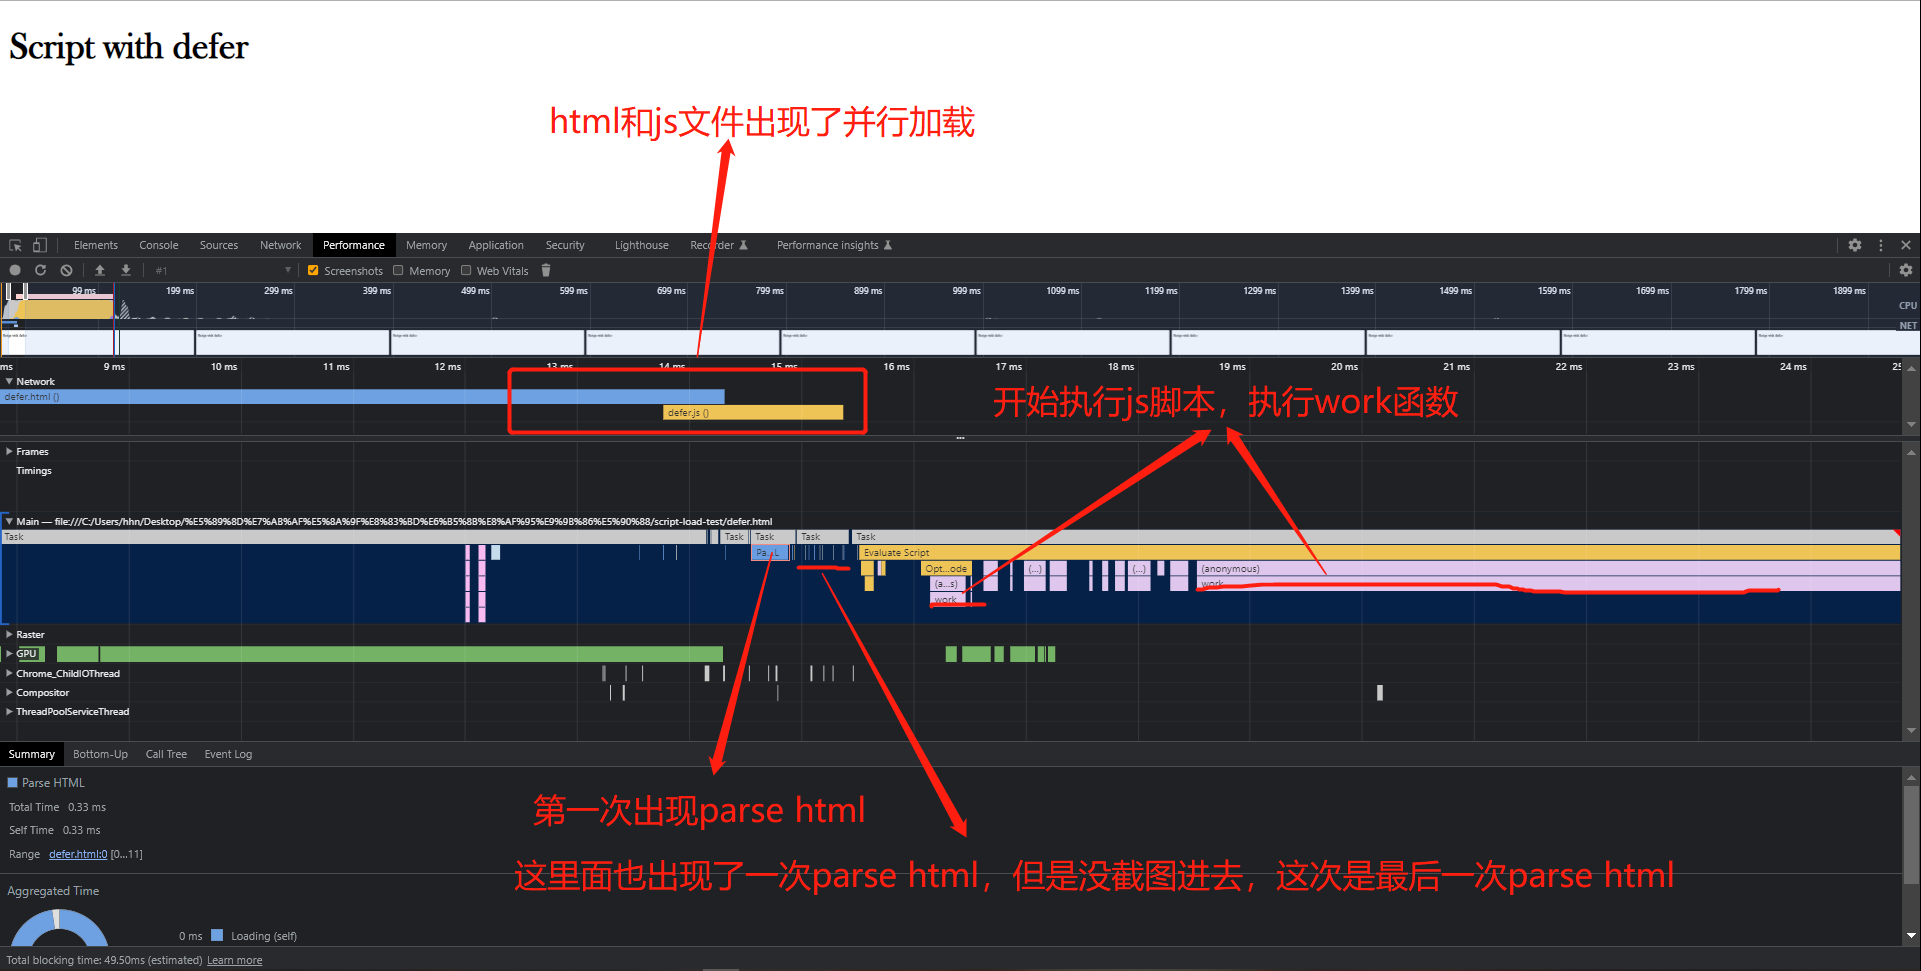 Script with defer
html和js文件出现了并行加载
Elements Console Sources Network Performance Memory Application Security Lighthouse Recorder Performance insights
#1 Screenshots Memory Web Vitals
99 ms 199 ms 299 ms 399 ms 499 ms 599 ms 699 ms 799 ms 899 ms 999 ms 1099 ms 1199 ms 1299 ms 1399 ms 1499 ms 1599 ms 1699 ms 1799 ms 1899 ms
CPU
NET
ms 9 ms 10 ms 11 ms 12 ms 13 ms 14 ms 15 ms 16 ms 17 ms 18 ms 19 ms 20 ms 21 ms 22 ms 23 ms 24 ms 25
Network
defer.html ()
defer.js ()
开始执行js脚本，执行work函数
Frames
Timings
Main — file:///C:/Users/hhn/Desktop/%E5%89%8D%E7%AB%AF%E5%8A%9F%E8%83%BD%E6%B5%8B%E8%AF%95%E9%9B%86%E5%90%88/script-load-test/defer.html
Task Task Task Task Task
Pa...L Evaluate Script
Opt...ode (...) (...) (anonymous)
(a...s) work
work
Raster
GPU
Chrome_ChildIOThread
Compositor
ThreadPoolServiceThread
Summary Bottom-Up Call Tree Event Log
Parse HTML
Total Time 0.33 ms
Self Time 0.33 ms
Range defer.html:0 [0...11]
第一次出现parse html
这里面也出现了一次parse html，但是没截图进去，这次是最后一次parse html
Aggregated Time
0 ms Loading (self)
Total blocking time: 49.50ms (estimated) Learn more